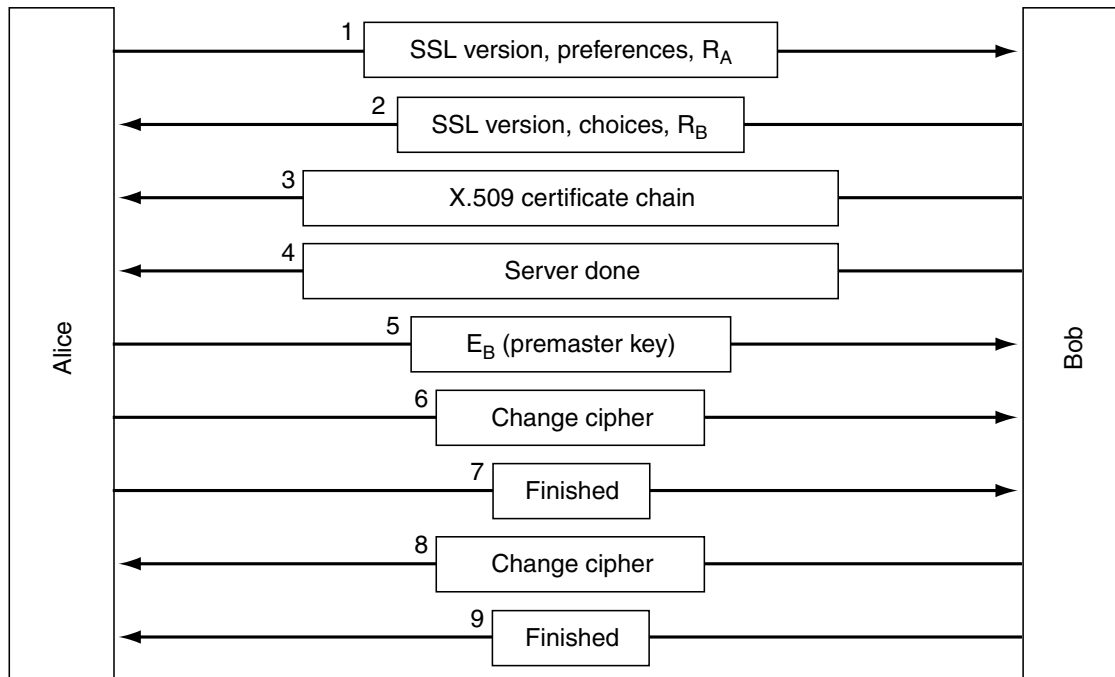 1 SSL version, preferences, R_A
2 SSL version, choices, R_B
3 X.509 certificate chain
4 Server done
5 E_B (premaster key)
6 Change cipher
7 Finished
8 Change cipher
9 Finished
Alice
Bob